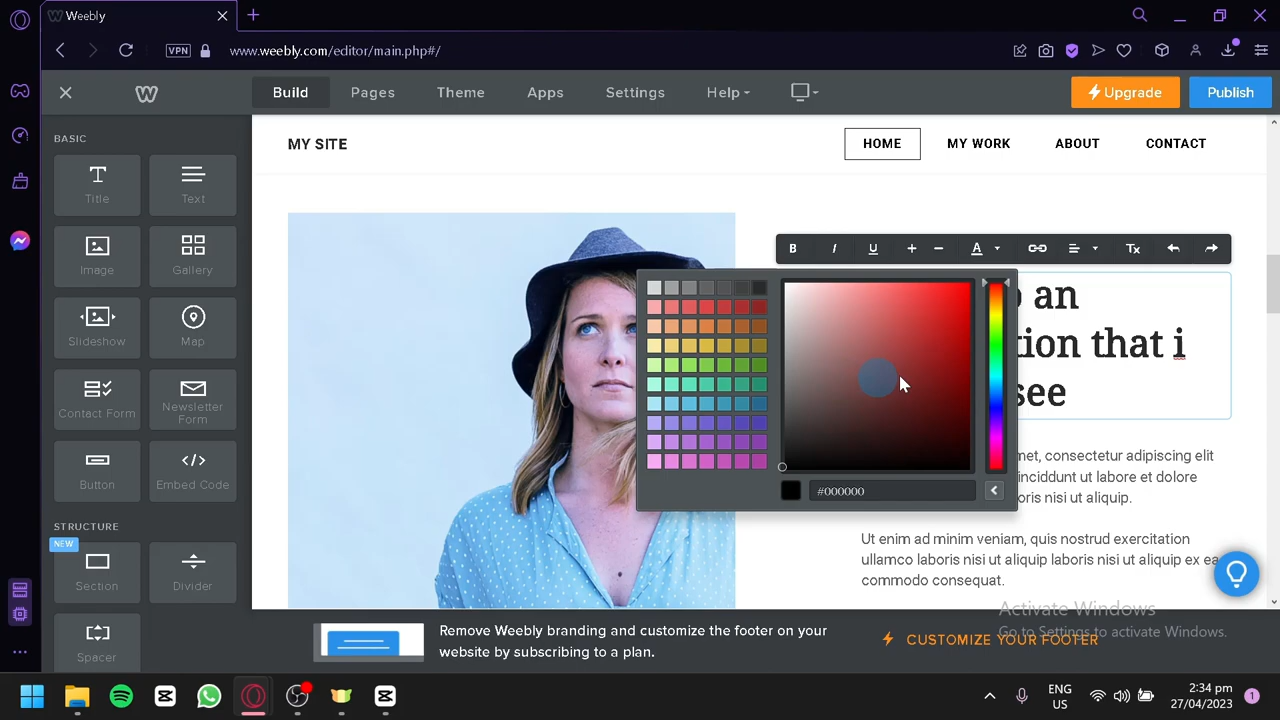 Weebly
VPN
www.weebly.com/editor/main.php#/
Build
Pages
Theme
Apps
Settings
Help
Upgrade
Publish
BASIC
Title
Text
Image
Gallery
Slideshow
Map
Contact Form
Newsletter
Form
Button
Embed Code
STRUCTURE
NEW
Section
Divider
Spacer
MY SITE
HOME
MY WORK
ABOUT
CONTACT
B
I
U
A
Tx
an
tion that i
see
#000000
met, consectetur adipiscing elit
incididunt ut labore et dolore
oris nisi ut aliquip.
Ut enim ad minim veniam, quis nostrud exercitation
ullamco laboris nisi ut aliquip laboris nisi ut aliquip ex ea
commodo consequat.
Activate Windows
Go to Settings to activate Windows.
Remove Weebly branding and customize the footer on your
website by subscribing to a plan.
CUSTOMIZE YOUR FOOTER
ENG
US
2:34 pm
27/04/2023
1